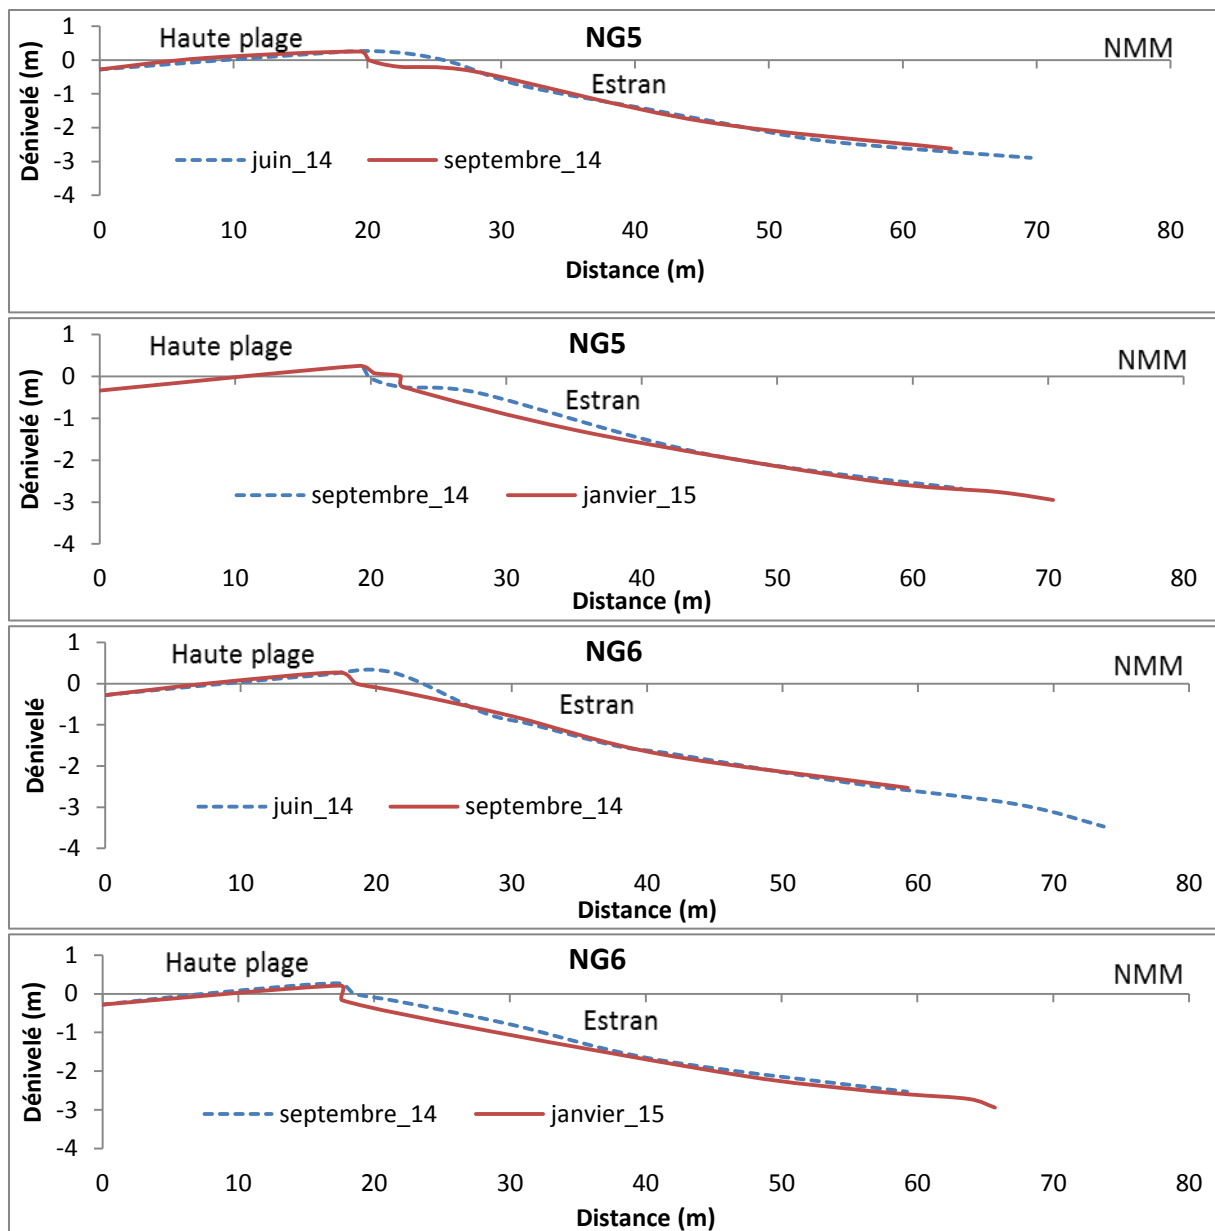 NG5
Haute plage
NMM
Estran
Dénivelé (m)
1
0
-1
-2
-3
-4
juin_14
septembre_14
0 10 20 30 40 50 60 70 80
Distance (m)
NG5
Haute plage
NMM
Estran
Dénivelé (m)
1
0
-1
-2
-3
-4
septembre_14
janvier_15
0 10 20 30 40 50 60 70 80
Distance (m)
NG6
Haute plage
NMM
Estran
Dénivelé
1
0
-1
-2
-3
-4
juin_14
septembre_14
0 10 20 30 40 50 60 70 80
Distance (m)
NG6
Haute plage
NMM
Estran
Dénivelé (m)
1
0
-1
-2
-3
-4
septembre_14
janvier_15
0 10 20 30 40 50 60 70 80
Distance (m)